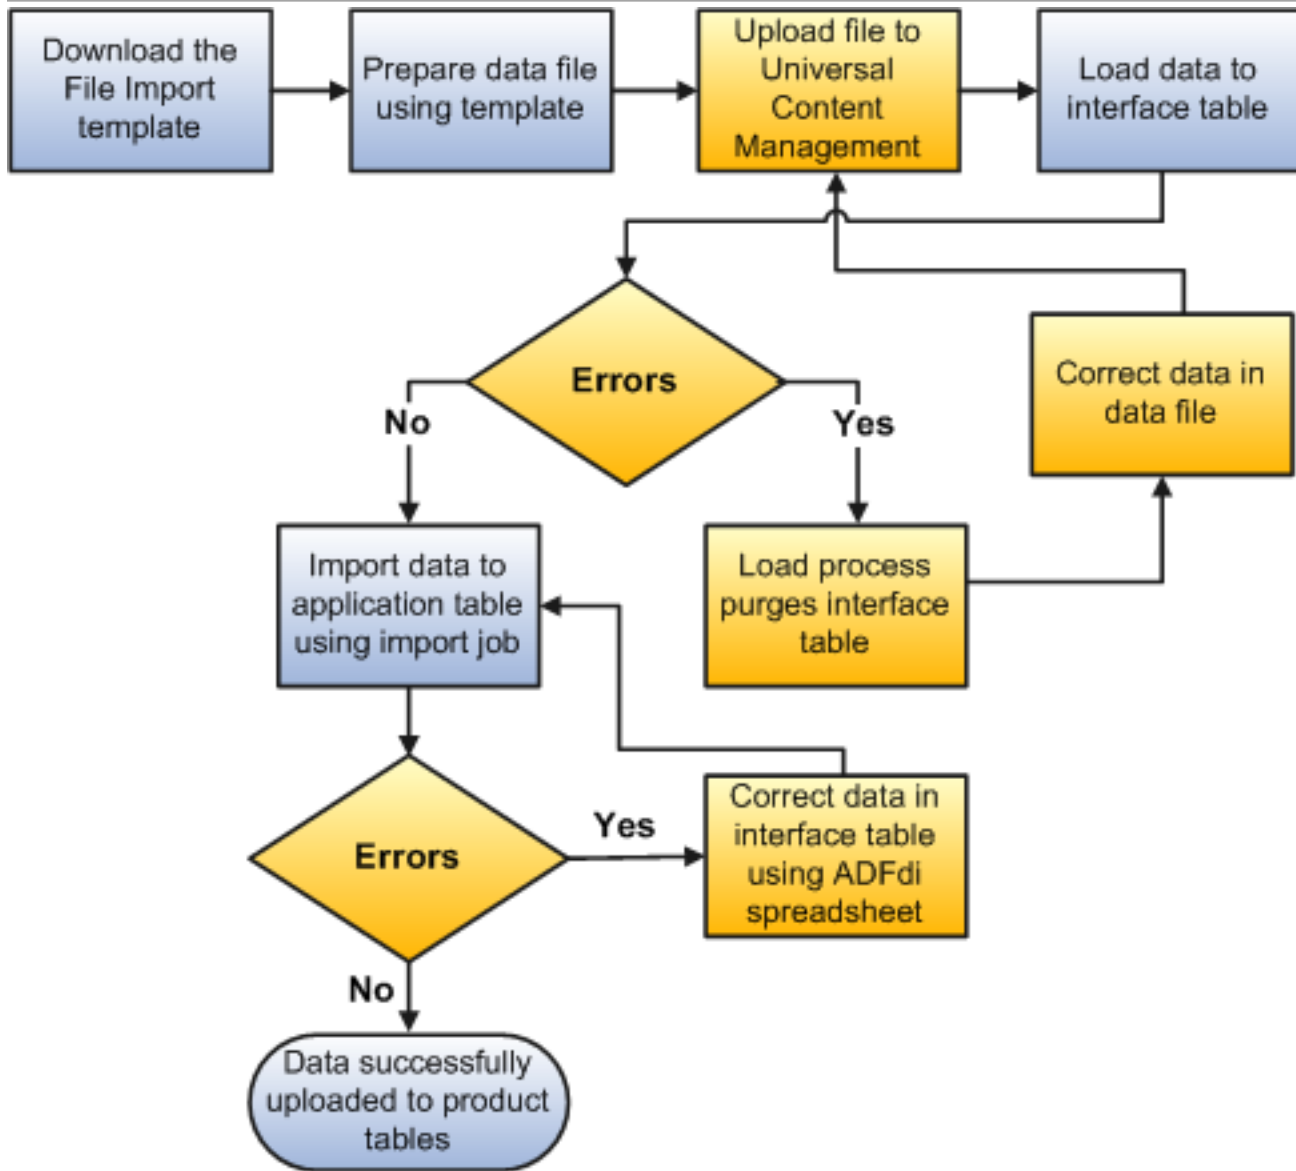 Download the
File Import
template
Prepare data file
using template
Upload file to
Universal
Content
Management
Load data to
interface table
Errors
No
Yes
Correct data in
data file
Import data to
application table
using import job
Load process
purges interface
table
Errors
Yes
Correct data in
interface table
using ADFdi
spreadsheet
No
Data successfully
uploaded to product
tables